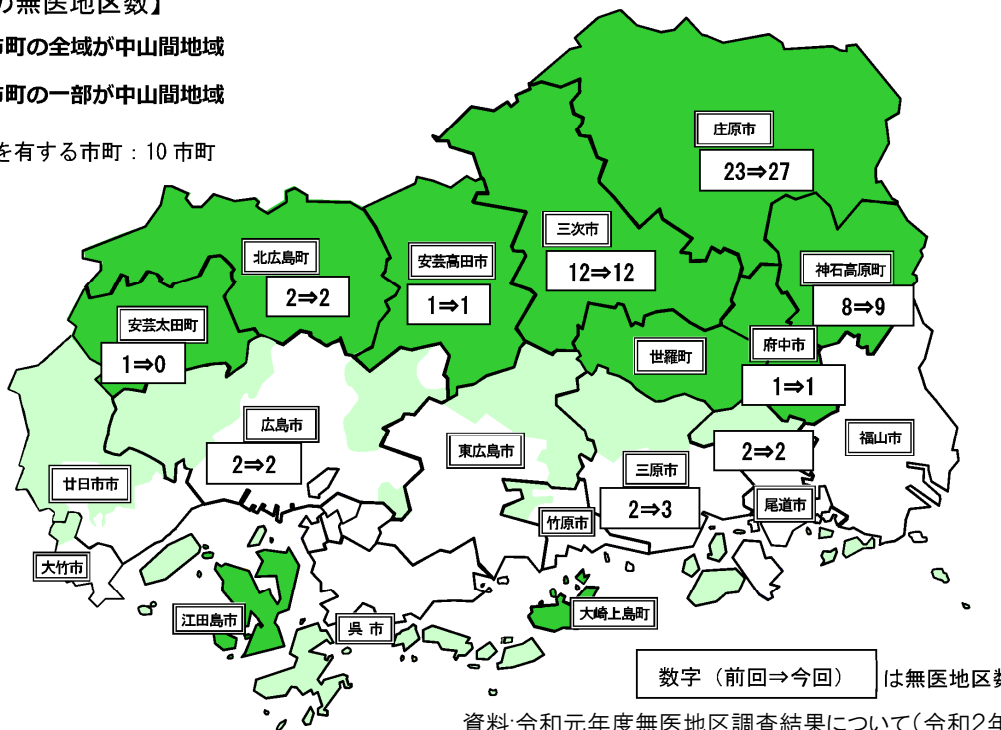 の無医地区数】
市町の全域が中山間地域
市町の一部が中山間地域
を有する市町：10 市町
庄原市
23⇒27
三次市
12⇒12
北広島町
2⇒2
安芸高田市
1⇒1
神石高原町
8⇒9
安芸太田町
1⇒0
世羅町
府中市
1⇒1
広島市
2⇒2
東広島市
2⇒2
福山市
三原市
2⇒3
廿日市市
尾道市
竹原市
大竹市
江田島市
呉 市
大崎上島町
数字（前回⇒今回）
は無医地区数
資料:令和元年度無医地区調査結果について（令和2年